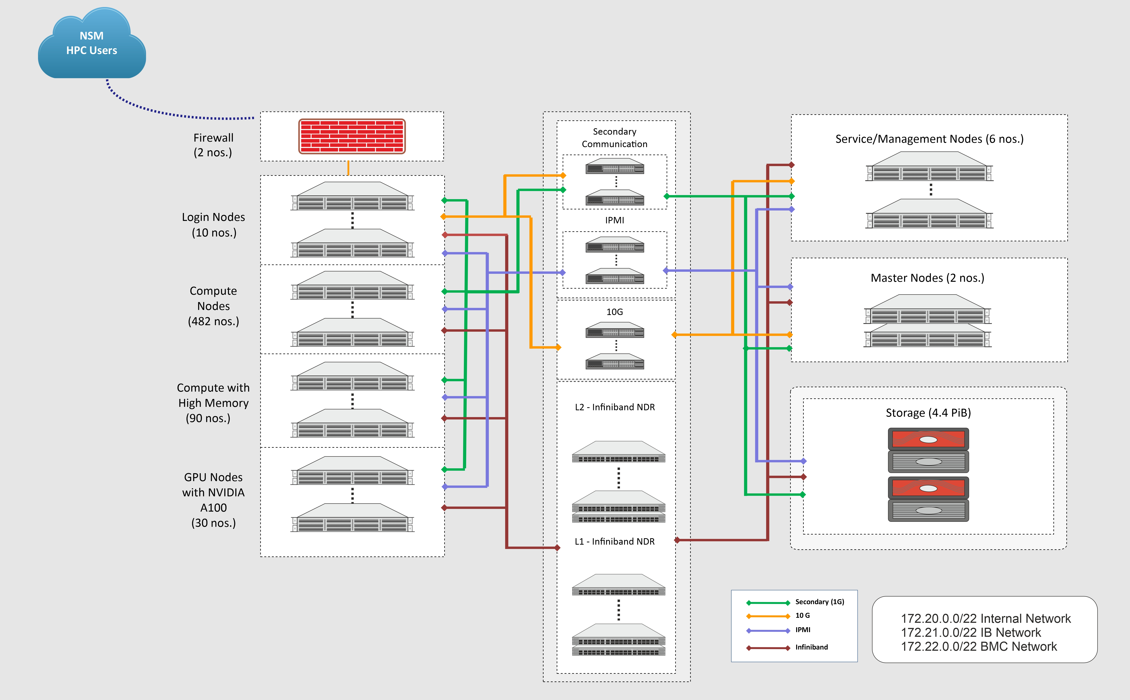 NSM
HPC Users
Firewall
(2 nos.)
Login Nodes
(10 nos.)
Compute
Nodes
(482 nos.)
Compute with
High Memory
(90 nos.)
GPU Nodes
with NVIDIA
A100
(30 nos.)
Secondary
Communication
IPMI
10G
L2 - Infiniband NDR
L1 - Infiniband NDR
Service/Management Nodes (6 nos.)
Master Nodes (2 nos.)
Storage (4.4 PiB)
Secondary (1G)
10 G
IPMI
Infiniband
172.20.0.0/22 Internal Network
172.21.0.0/22 IB Network
172.22.0.0/22 BMC Network